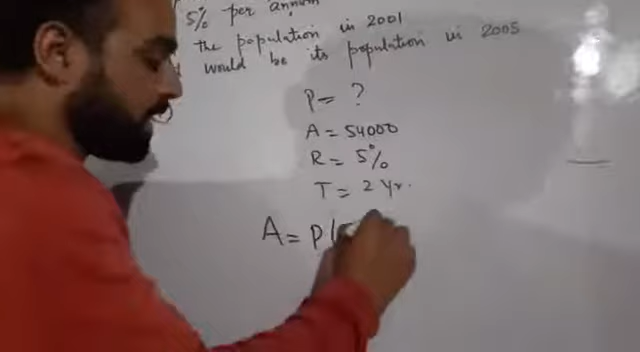 5% per annum
the population in 2001
would be its population in 2005
P = ?
A = 54000
R = 5%
T = 2 yr.
A = P